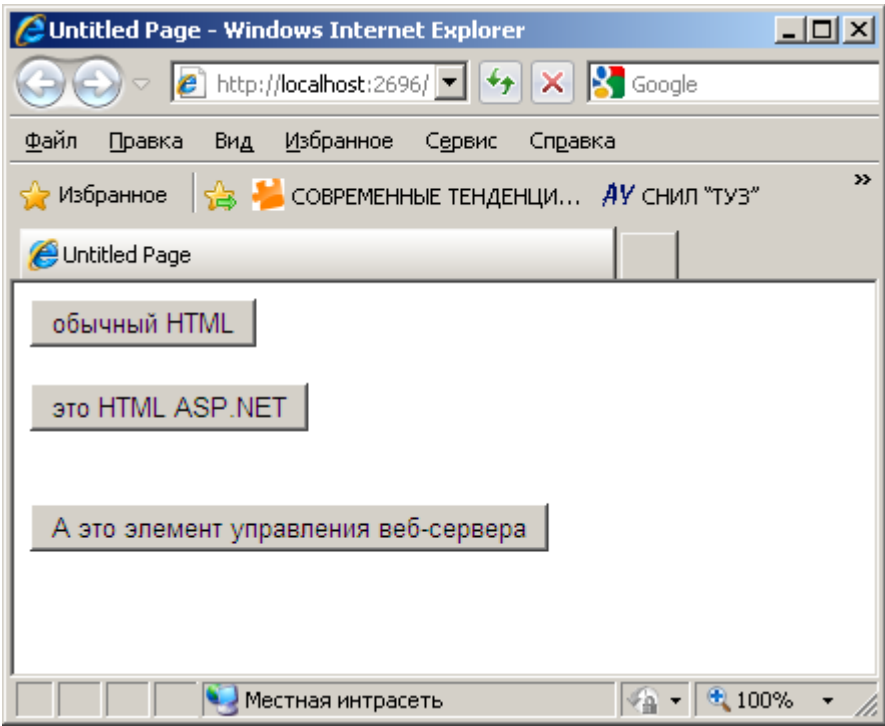 Untitled Page - Windows Internet Explorer
http://localhost:2696/ Google
Файл Правка Вид Избранное Сервис Справка
Избранное СОВРЕМЕННЫЕ ТЕНДЕНЦИ... АУ СНИЛ "ТУЗ" »
Untitled Page
обычный HTML
это HTML ASP.NET
А это элемент управления веб-сервера
Местная интрасеть 100%